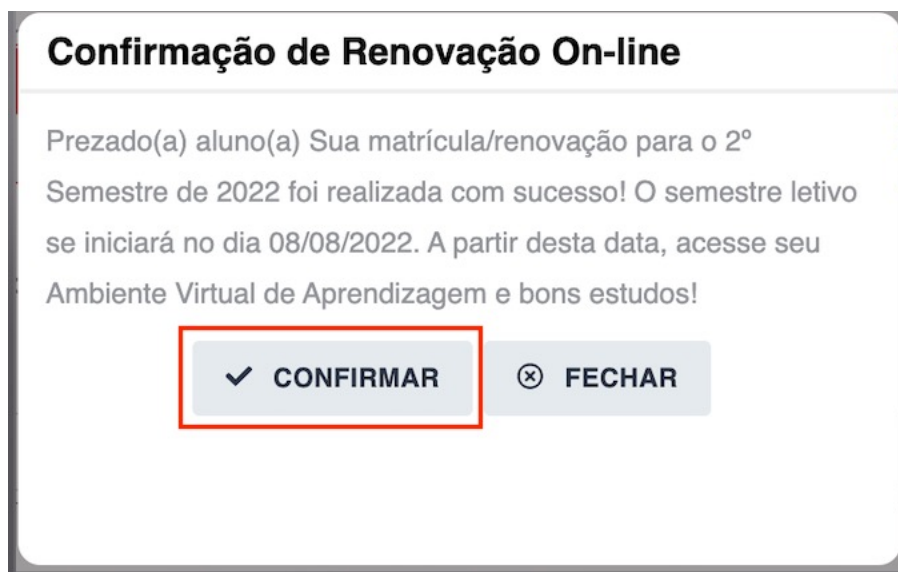 Confirmação de Renovação On-line
Prezado(a) aluno(a) Sua matrícula/renovação para o 2º
Semestre de 2022 foi realizada com sucesso! O semestre letivo
se iniciará no dia 08/08/2022. A partir desta data, acesse seu
Ambiente Virtual de Aprendizagem e bons estudos!
CONFIRMAR
FECHAR